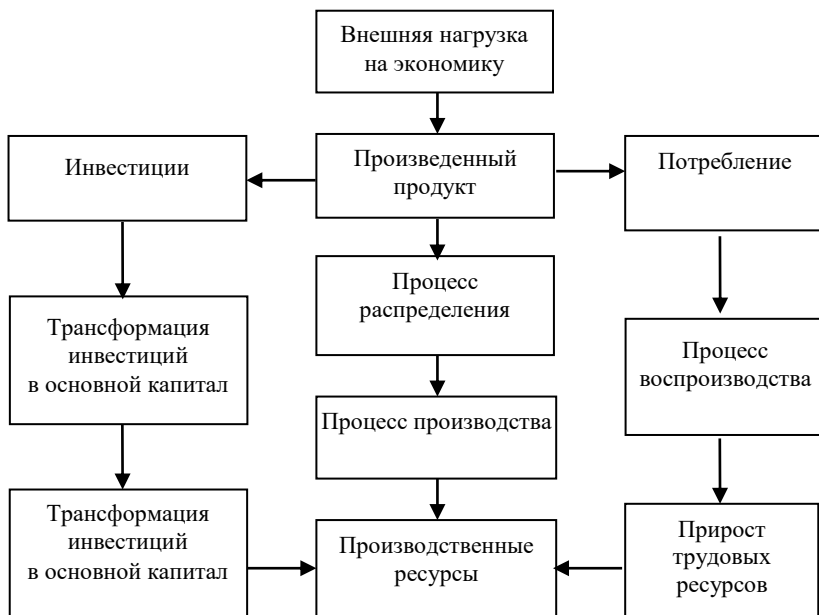 Внешняя нагрузка
на экономику
Инвестиции
Произведенный
продукт
Потребление
Процесс
распределения
Трансформация
инвестиций
в основной капитал
Процесс
воспроизводства
Процесс производства
Трансформация
инвестиций
в основной капитал
Производственные
ресурсы
Прирост
трудовых
ресурсов